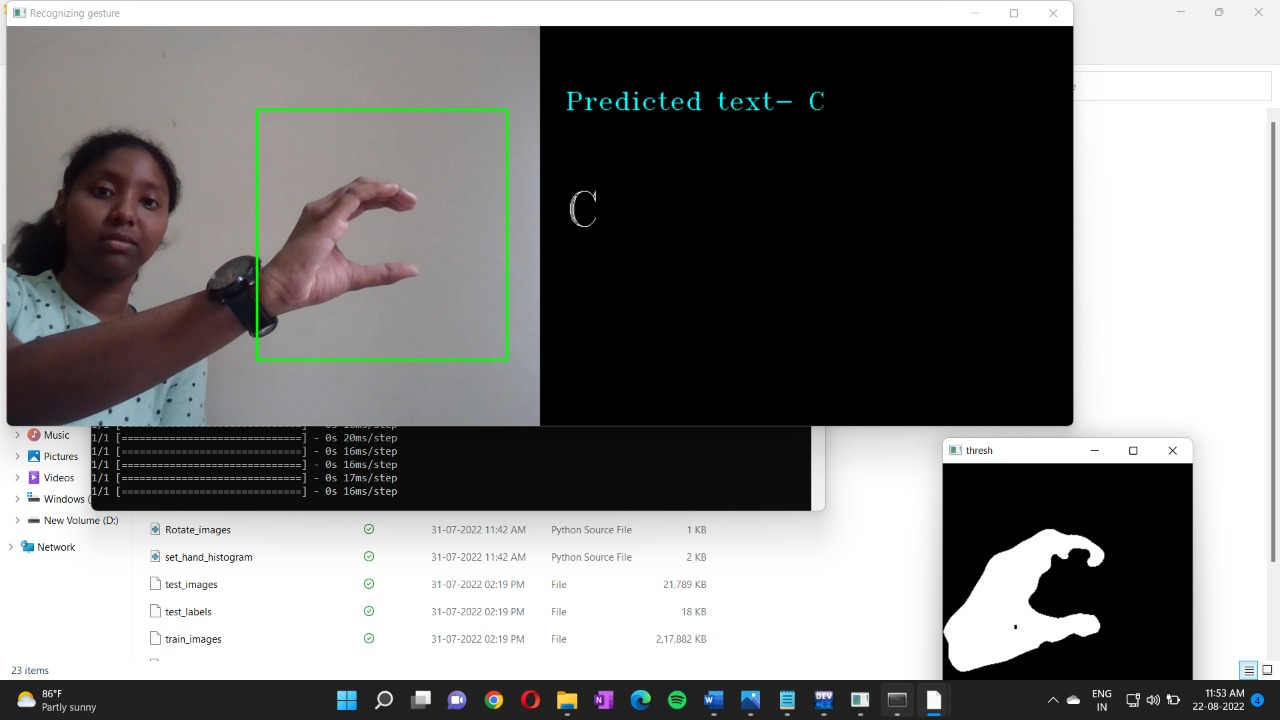 Recognizing gesture
Predicted text- C
C
1/1 [==============================] - 0s 20ms/step
1/1 [==============================] - 0s 16ms/step
1/1 [==============================] - 0s 16ms/step
1/1 [==============================] - 0s 17ms/step
1/1 [==============================] - 0s 16ms/step
Music
Pictures
Videos
Windows (
New Volume (D:)
Network
Rotate_images 31-07-2022 11:42 AM Python Source File 1 KB
set_hand_histogram 31-07-2022 11:42 AM Python Source File 2 KB
test_images 31-07-2022 02:19 PM File 21,789 KB
test_labels 31-07-2022 02:19 PM File 18 KB
train_images 31-07-2022 02:19 PM File 2,17,882 KB
23 items
thresh
86°F
Partly sunny
DEV
ENG
IN
11:53 AM
22-08-2022
4